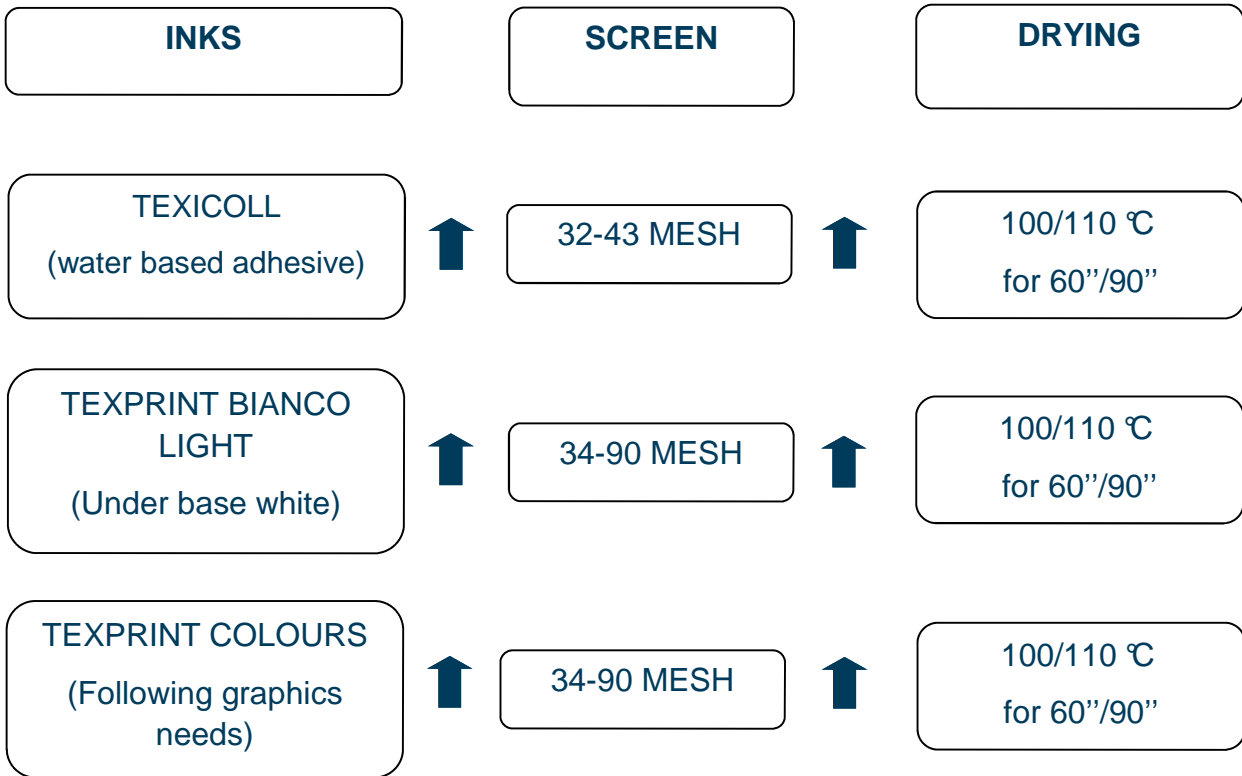 INKS
SCREEN
DRYING
TEXICOLL
(water based adhesive)
32-43 MESH
100/110 °C
for 60’’/90’’
TEXPRINT BIANCO
LIGHT
(Under base white)
34-90 MESH
100/110 °C
for 60’’/90’’
TEXPRINT COLOURS
(Following graphics
needs)
34-90 MESH
100/110 °C
for 60’’/90’’